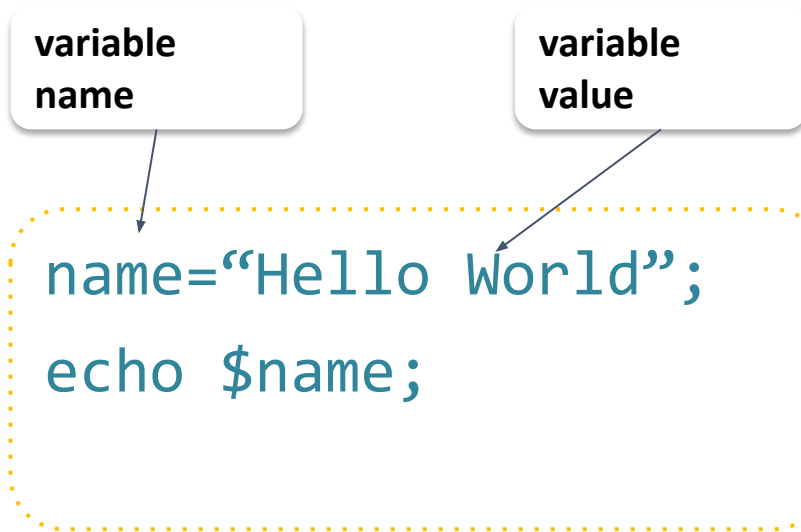 variable
name
variable
value
name=“Hello World”;
echo $name;